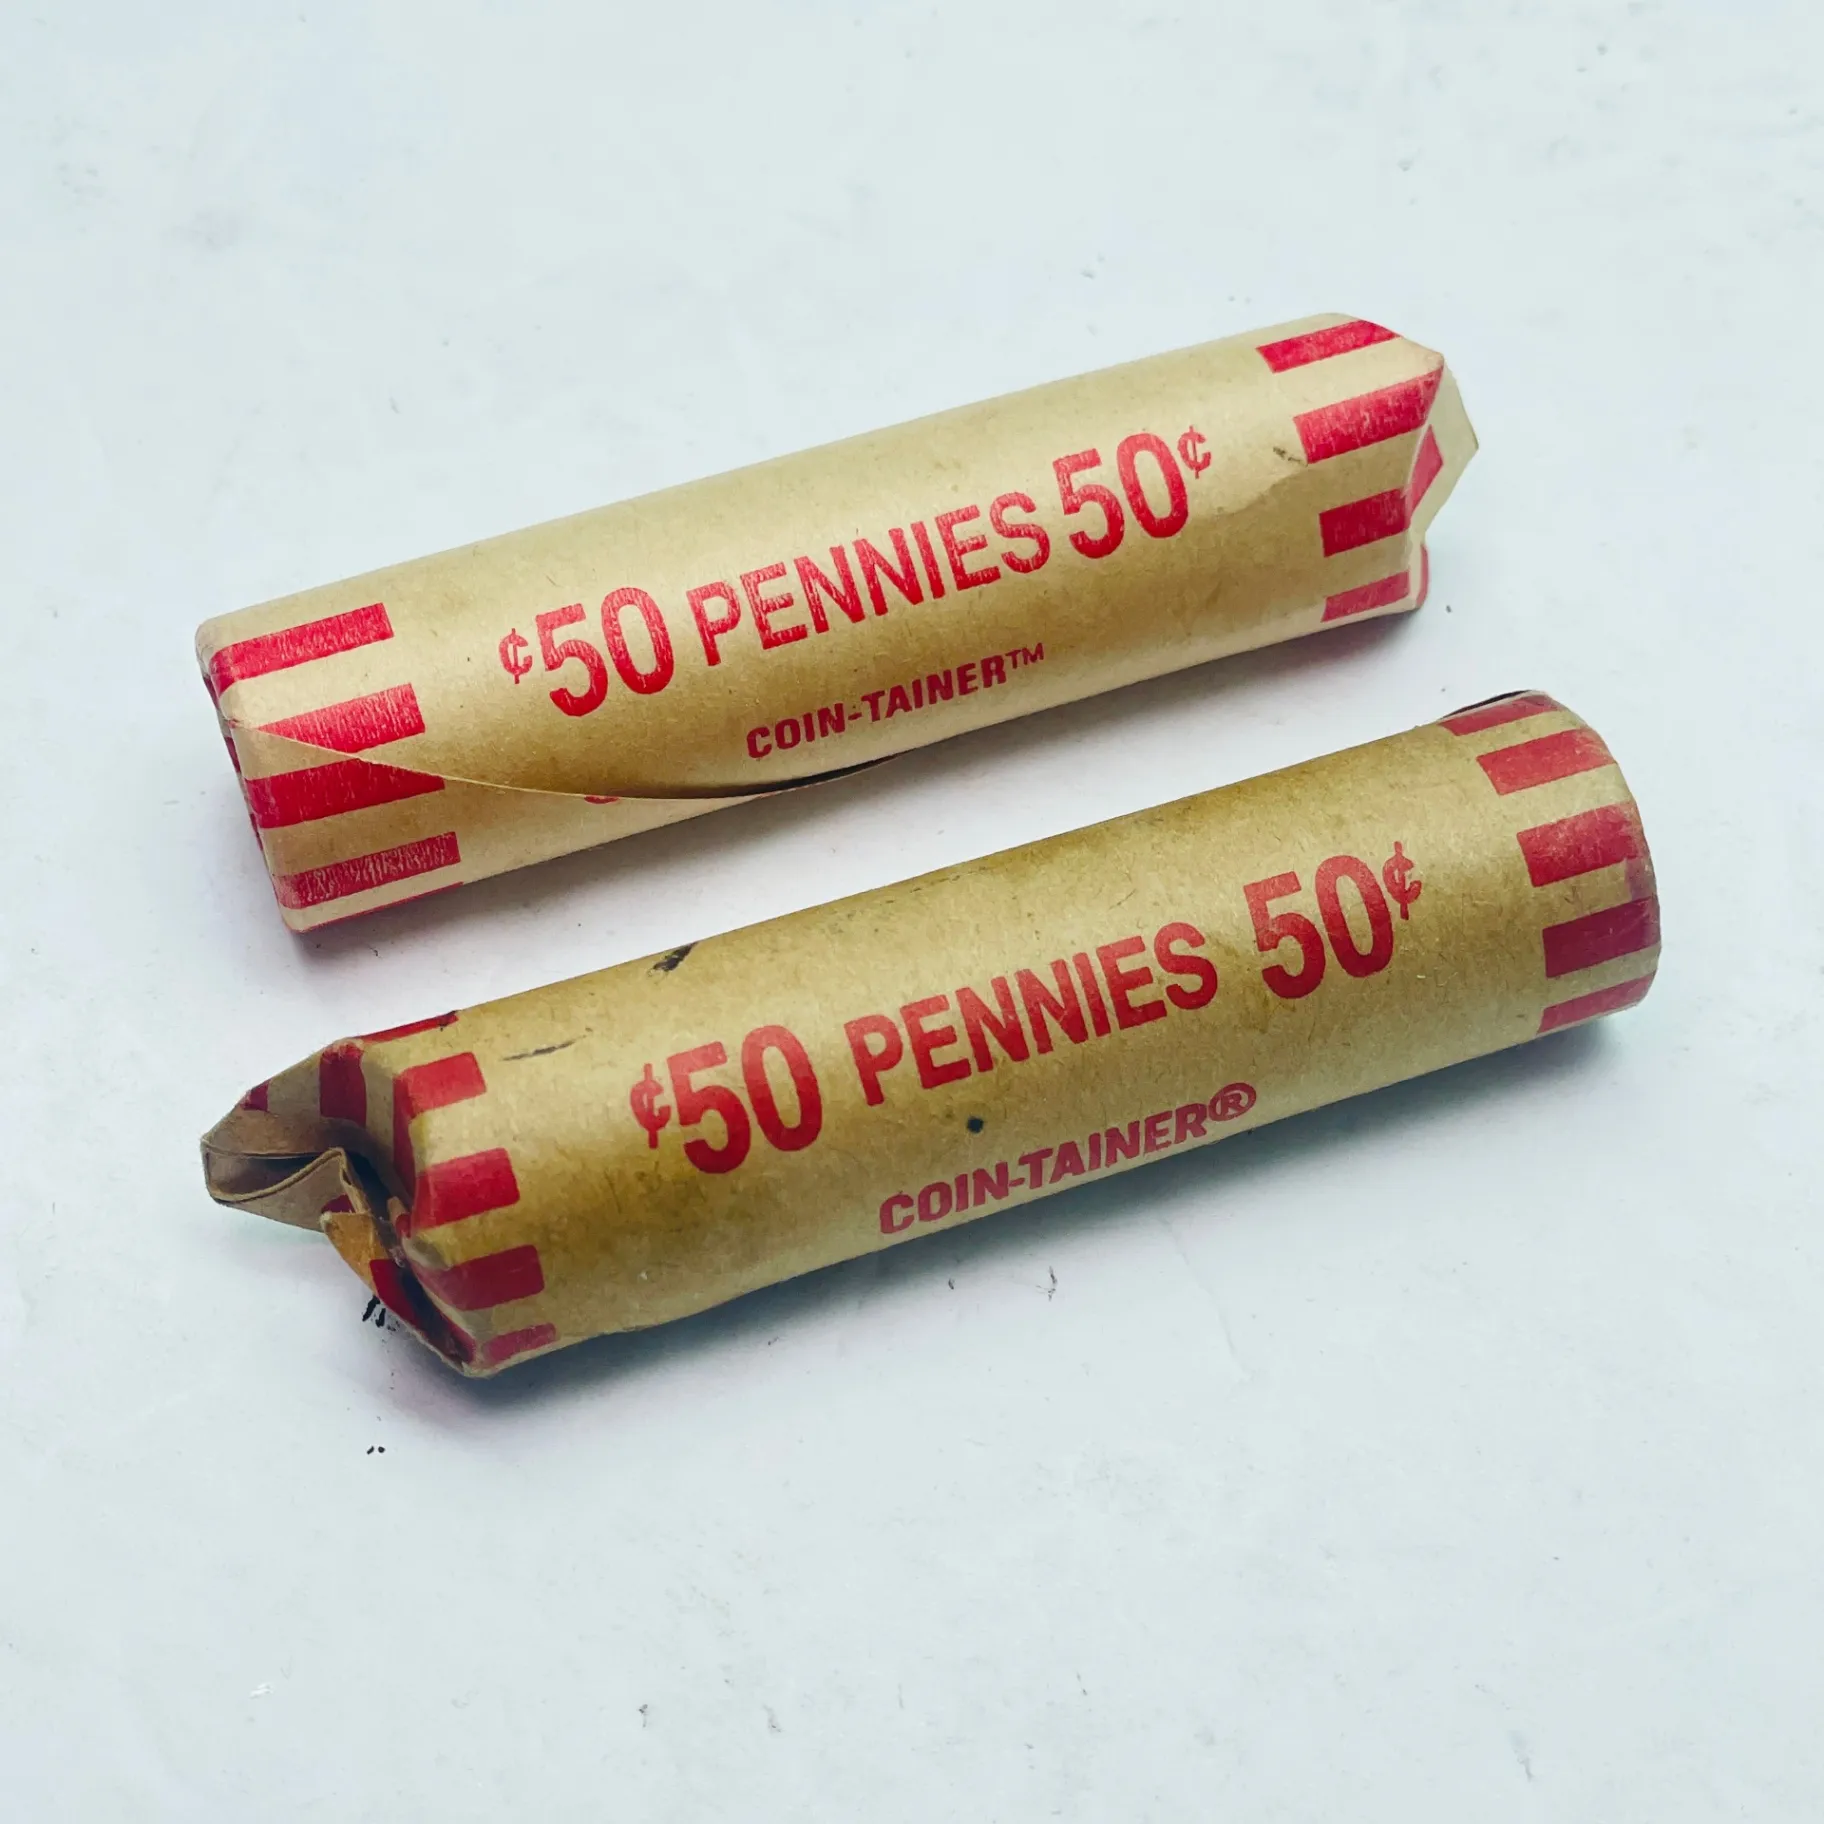 ¢50 PENNIES 50¢
COIN-TAINER™
¢50 PENNIES 50¢
COIN-TAINER®